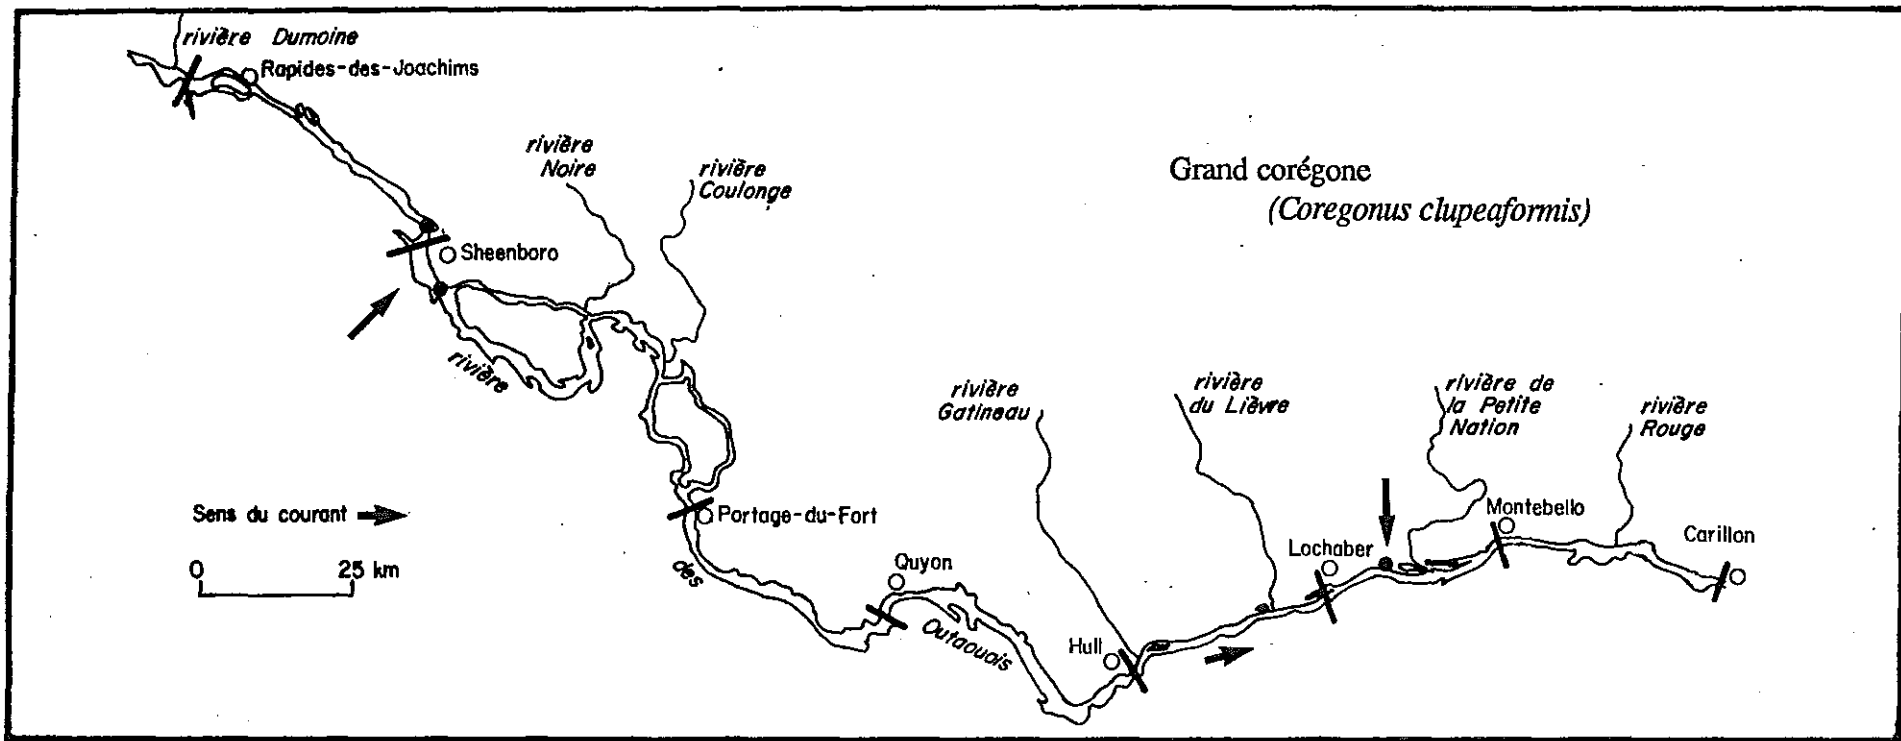 rivière Dumoine
Rapides-des-Joachims
rivière
Noire
rivière
Coulonge
Grand corégone
(Coregonus clupeaformis)
Sheenboro
rivière
rivière
Gatineau
rivière
du Lièvre
rivière de
la Petite
Nation
rivière
Rouge
Sens du courant
Portage-du-Fort
Montebello
Lochaber
Carillon
0 25 km
des
Quyon
Outaouais
Hull